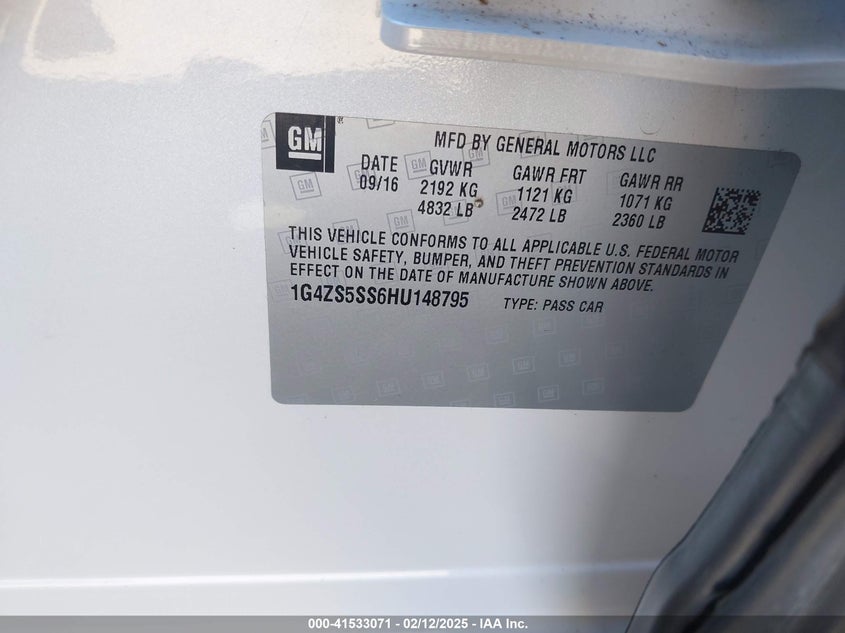 GM
MFD BY GENERAL MOTORS LLC
DATE GVWR GAWR FRT GAWR RR
09/16 2192 KG 1121 KG 1071 KG
4832 LB 2472 LB 2360 LB
THIS VEHICLE CONFORMS TO ALL APPLICABLE U.S. FEDERAL MOTOR
VEHICLE SAFETY, BUMPER, AND THEFT PREVENTION STANDARDS IN
EFFECT ON THE DATE OF MANUFACTURE SHOWN ABOVE.
1G4ZS5SS6HU148795 TYPE: PASS CAR
000-41533071 - 02/12/2025 - IAA Inc.